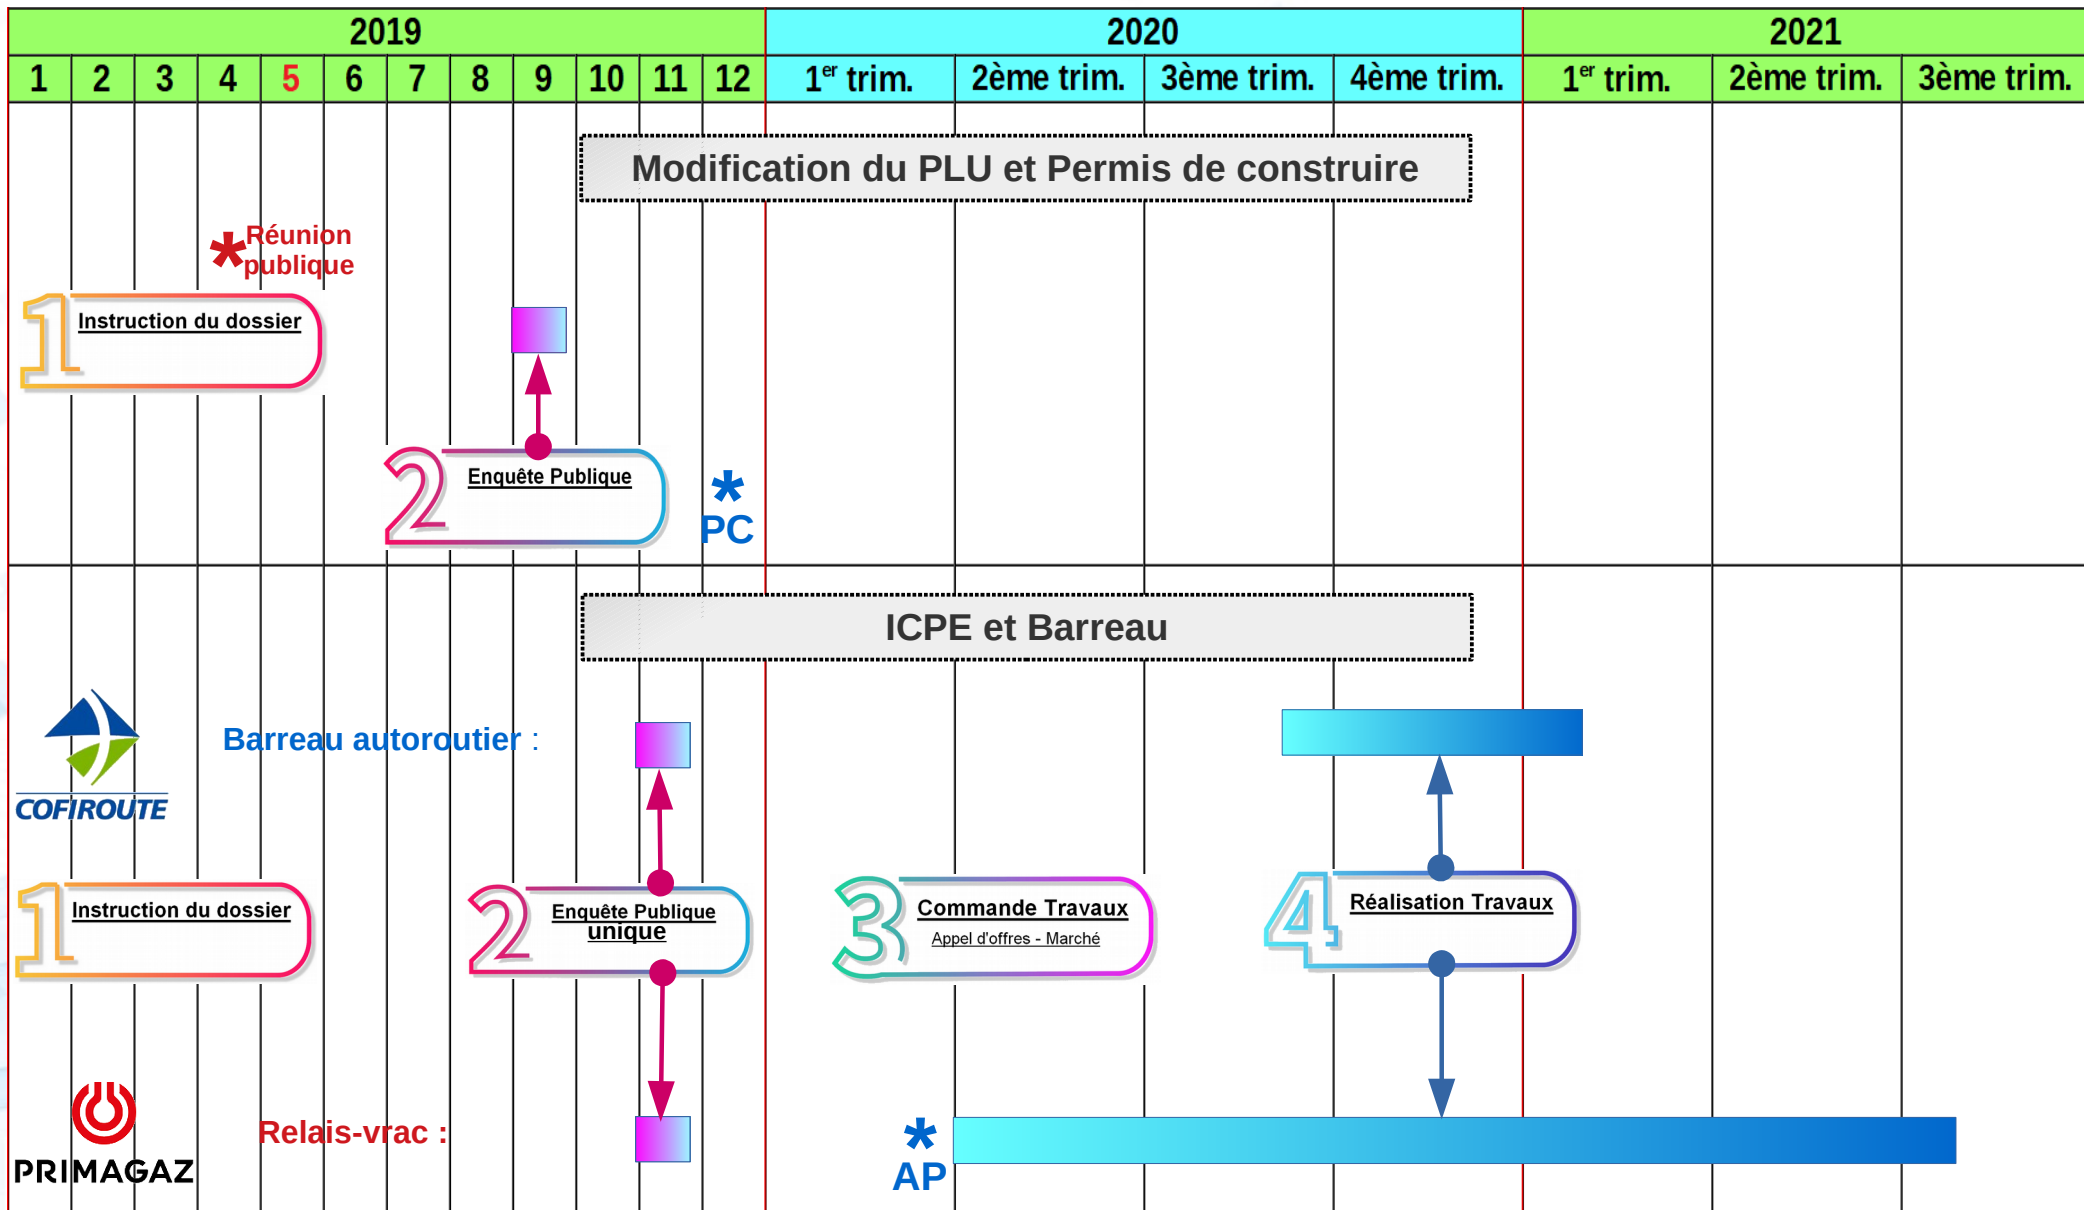 2019 2020 2021
1 2 3 4 5 6 7 8 9 10 11 12 1er trim. 2ème trim. 3ème trim. 4ème trim. 1er trim. 2ème trim. 3ème trim.
Modification du PLU et Permis de construire
* Réunion
publique
1 Instruction du dossier
2 Enquête Publique
*
PC
ICPE et Barreau
Barreau autoroutier :
COFIROUTE
1 Instruction du dossier
2 Enquête Publique
unique
3 Commande Travaux
Appel d'offres - Marché
4 Réalisation Travaux
Relais-vrac :
PRIMAGAZ
*
AP